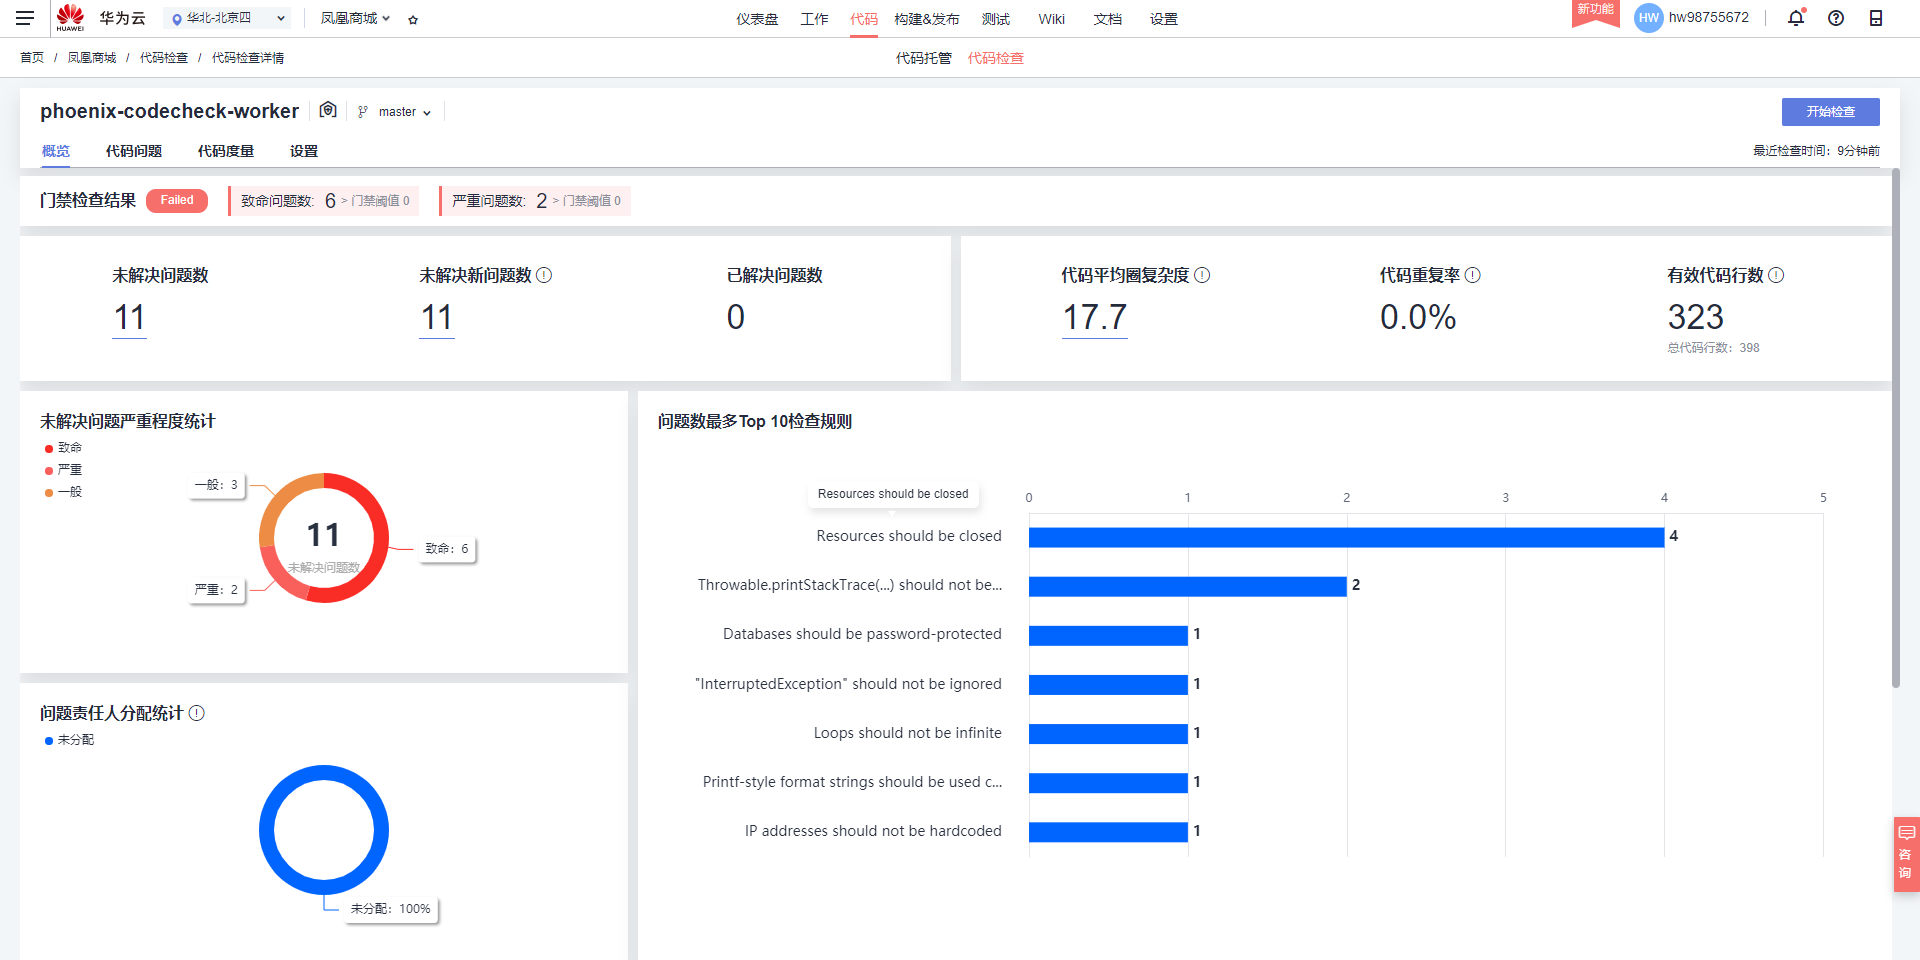 HUAWEI
华为云
华北-北京四
凤凰商城
仪表盘
工作
代码
构建&发布
测试
Wiki
文档
设置
新功能
HW
hw98755672
首页 / 凤凰商城 / 代码检查 / 代码检查详情
代码托管
代码检查
phoenix-codecheck-worker
master
开始检查
概览
代码问题
代码度量
设置
最近检查时间：9分钟前
门禁检查结果
Failed
致命问题数: 6 > 门禁阈值 0
严重问题数: 2 > 门禁阈值 0
未解决问题数
11
未解决新问题数
11
已解决问题数
0
代码平均圈复杂度
17.7
代码重复率
0.0%
有效代码行数
323
总代码行数：398
未解决问题严重程度统计
致命
严重
一般
一般：3
11
未解决问题数
致命：6
严重：2
问题数最多Top 10检查规则
Resources should be closed
0 1 2 3 4 5
Resources should be closed 4
Throwable.printStackTrace(...) should not be... 2
Databases should be password-protected 1
"InterruptedException" should not be ignored 1
Loops should not be infinite 1
Printf-style format strings should be used c... 1
IP addresses should not be hardcoded 1
问题责任人分配统计
未分配
未分配：100%
咨
询